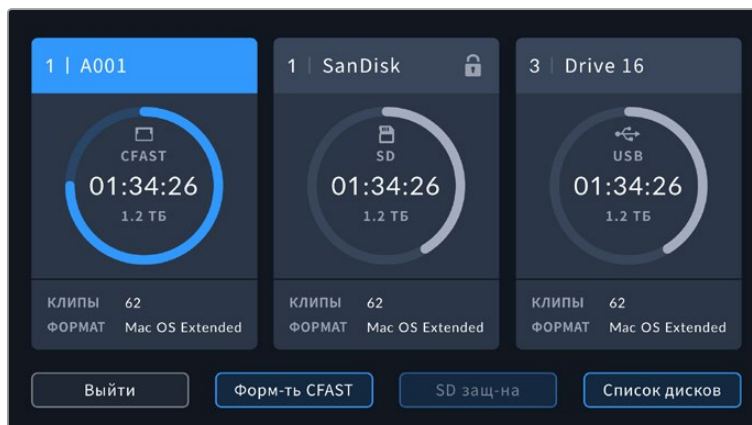 1 | A001
1 | SanDisk
3 | Drive 16
CFAST
01:34:26
1.2 ТБ
SD
01:34:26
1.2 ТБ
USB
01:34:26
1.2 ТБ
КЛИПЫ 62
ФОРМАТ Mac OS Extended
КЛИПЫ 62
ФОРМАТ Mac OS Extended
КЛИПЫ 62
ФОРМАТ Mac OS Extended
Выйти
Форм-ть CFAST
SD защ-на
Список дисков